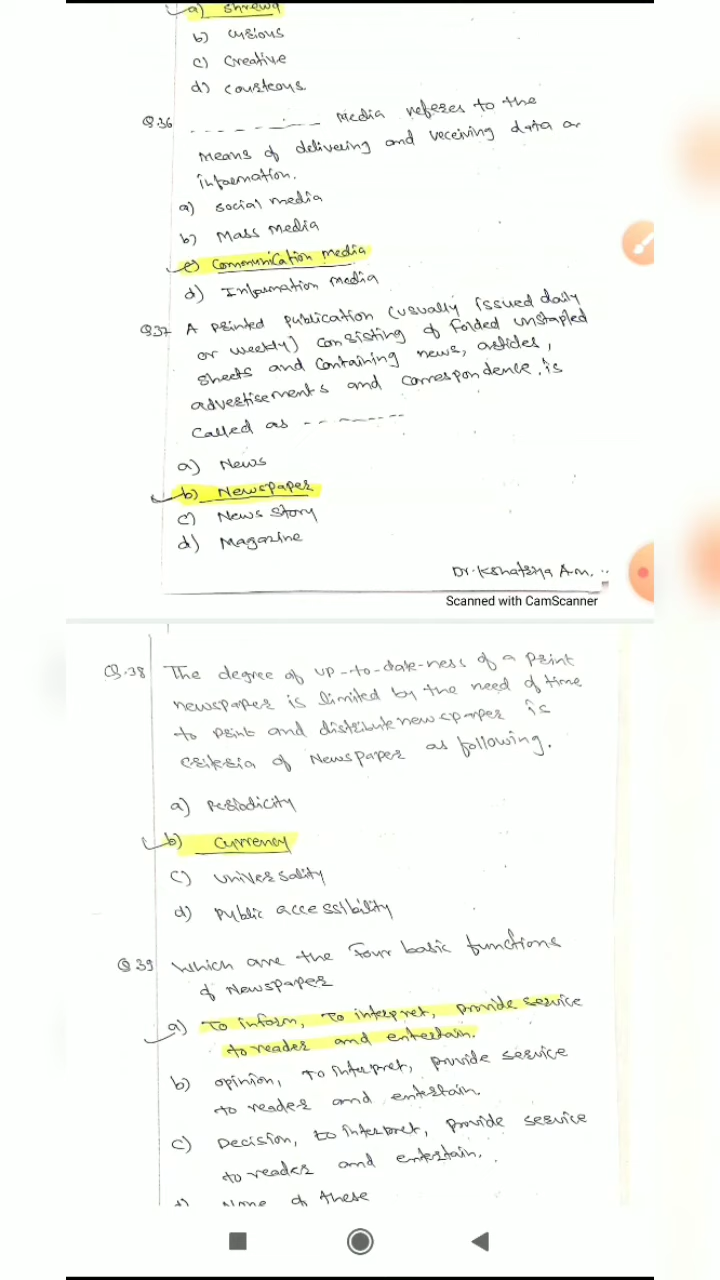 a) shrewd
b) curious
c) Creative
d) Courteous.
Q.36 ---------- Media referes to the
Means of delivering and receiving data or
information.
a) Social media
b) Mass Media
c) Communication media
d) Information Media
Q.37 A printed publication (usually issued daily
or weekly) consisting of folded unstapled
sheets and containing news, articles,
advertisements and correspondence. is
called as ----------
a) News
b) Newspaper
c) News story
d) Magazine
Dr. Kshatriya A.M.
Scanned with CamScanner
Q.38 The degree of up-to-date-ness of a print
newspaper is limited by the need of time
to print and distribute newspaper is
criteria of Newspaper as following.
a) Periodicity
b) Currency
c) Universality
d) Public accessibility
Q.39 Which are the Four basic functions
of Newspaper
a) To inform, To interpret, provide service
to reader and entertain.
b) opinion, To interpret, provide service
to reader and entertain.
c) Decision, to interpret, provide service
to reader and entertain.
d) None of these